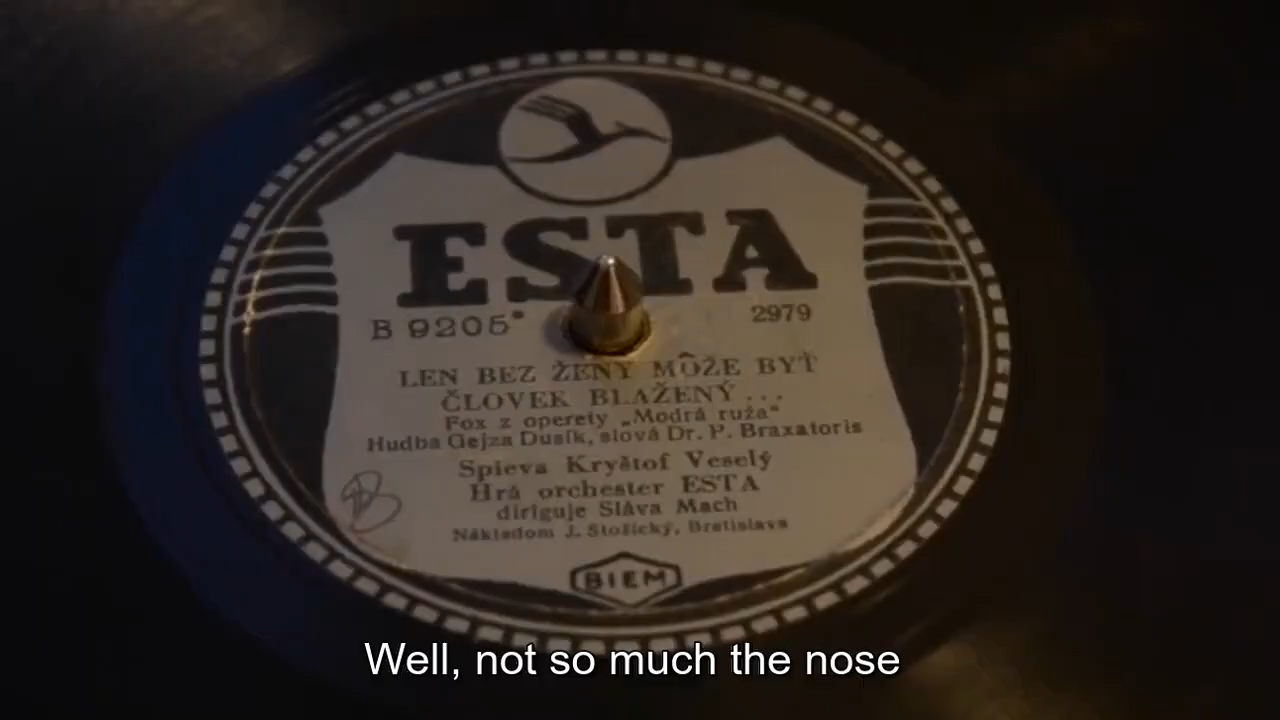 ESTA
B 9205* 2979
LEN BEZ ŽENY MÔŽE BYŤ
ČLOVEK BLAŽENÝ...
Fox z operety „Modrá ruža“
Hudba Gejza Dusík, slová Dr. P. Braxatoris
Spieva Kryštof Veselý
Hrá orchester ESTA
diriguje Sláva Mach
Nákladom J. Stožický, Bratislava
BIEM
Well, not so much the nose